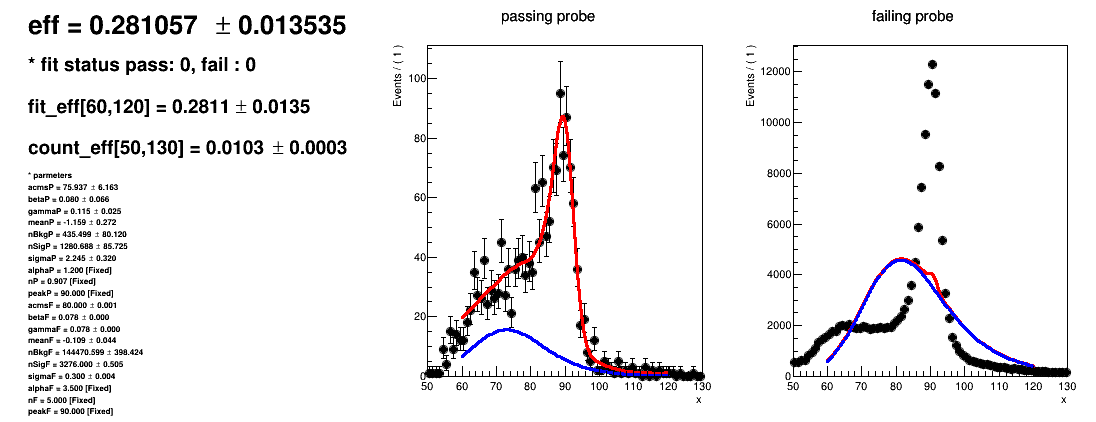 eff = 0.281057 ± 0.013535
* fit status pass: 0, fail : 0
fit_eff[60,120] = 0.2811 ± 0.0135
count_eff[50,130] = 0.0103 ± 0.0003
* parmeters
acmsP = 75.937 ± 6.163
betaP = 0.080 ± 0.066
gammaP = 0.115 ± 0.025
meanP = -1.159 ± 0.272
nBkgP = 435.499 ± 80.120
nSigP = 1280.688 ± 85.725
sigmaP = 2.245 ± 0.320
alphaP = 1.200 [Fixed]
nP = 0.907 [Fixed]
peakP = 90.000 [Fixed]
acmsF = 80.000 ± 0.001
betaF = 0.078 ± 0.000
gammaF = 0.078 ± 0.000
meanF = -0.109 ± 0.044
nBkgF = 144470.599 ± 398.424
nSigF = 3276.000 ± 0.505
sigmaF = 0.300 ± 0.004
alphaF = 3.500 [Fixed]
nF = 5.000 [Fixed]
peakF = 90.000 [Fixed]
passing probe
Events / ( 1 )
100
80
60
40
20
0
50 60 70 80 90 100 110 120 130
x
failing probe
Events / ( 1 )
12000
10000
8000
6000
4000
2000
0
50 60 70 80 90 100 110 120 130
x